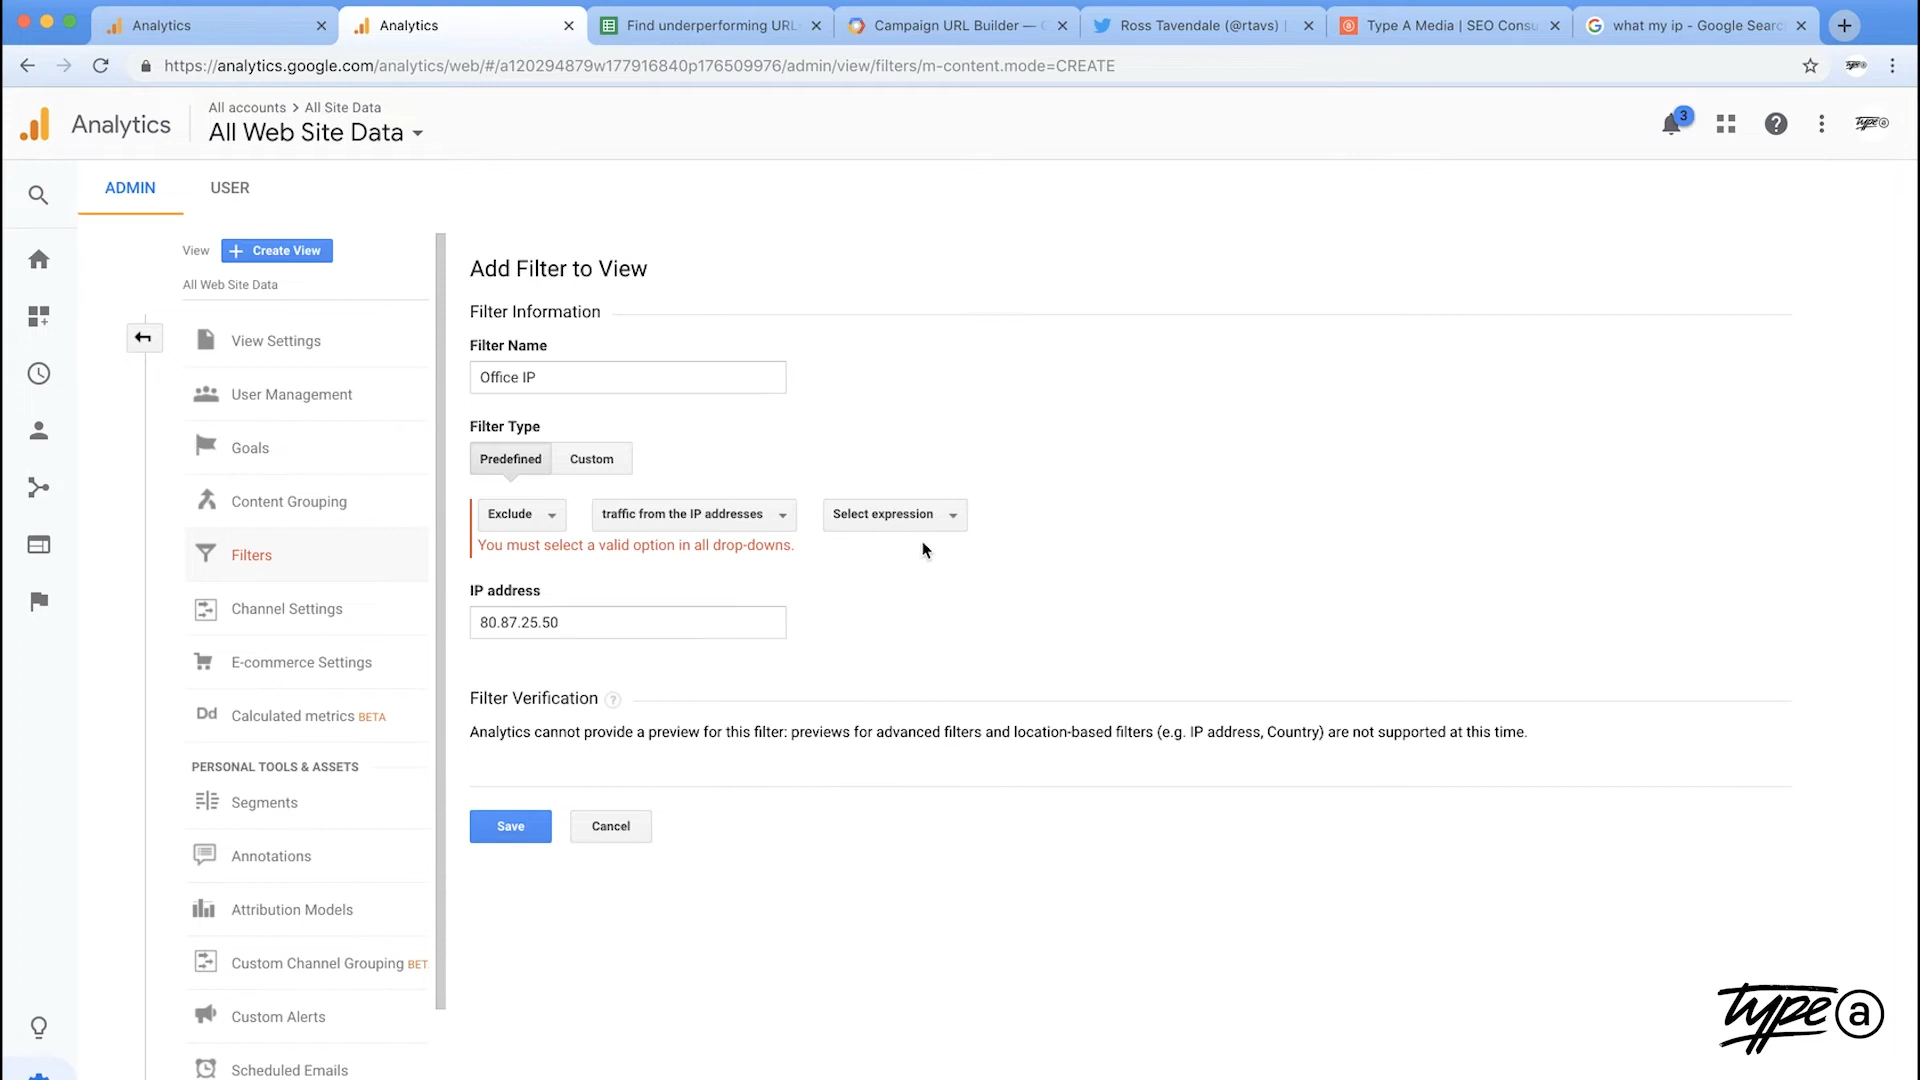 Analytics
Analytics
Find underperforming URL
Campaign URL Builder —
Ross Tavendale (@rtavs) |
Type A Media | SEO Consu
what my ip - Google Searc
https://analytics.google.com/analytics/web/#/a120294879w177916840p176509976/admin/view/filters/m-content.mode=CREATE
Analytics
All accounts > All Site Data
All Web Site Data
3
type a
ADMIN
USER
View
+ Create View
All Web Site Data
View Settings
User Management
Goals
Content Grouping
Filters
Channel Settings
E-commerce Settings
Dd Calculated metrics BETA
PERSONAL TOOLS & ASSETS
Segments
Annotations
Attribution Models
Custom Channel Grouping BET
Custom Alerts
Scheduled Emails
Add Filter to View
Filter Information
Filter Name
Office IP
Filter Type
Predefined
Custom
Exclude
traffic from the IP addresses
Select expression
You must select a valid option in all drop-downs.
IP address
80.87.25.50
Filter Verification ?
Analytics cannot provide a preview for this filter: previews for advanced filters and location-based filters (e.g. IP address, Country) are not supported at this time.
Save
Cancel
type a